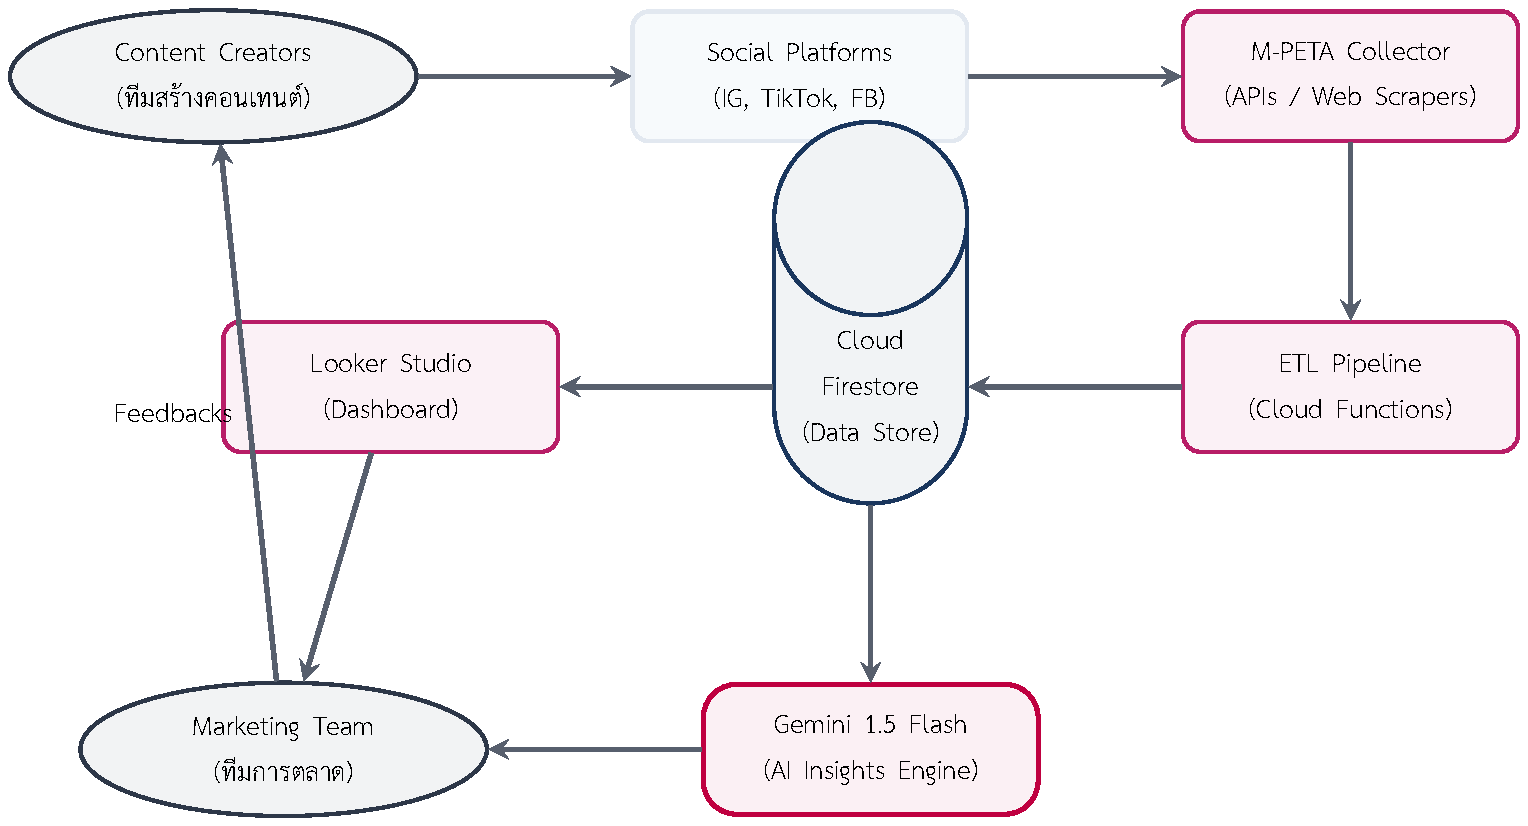 Content Creators
(ทีมสร้างคอนเทนต์)
Social Platforms
(IG, TikTok, FB)
M-PETA Collector
(APIs / Web Scrapers)
Looker Studio
(Dashboard)
Cloud
Firestore
(Data Store)
ETL Pipeline
(Cloud Functions)
Feedbacks
Marketing Team
(ทีมการตลาด)
Gemini 1.5 Flash
(AI Insights Engine)